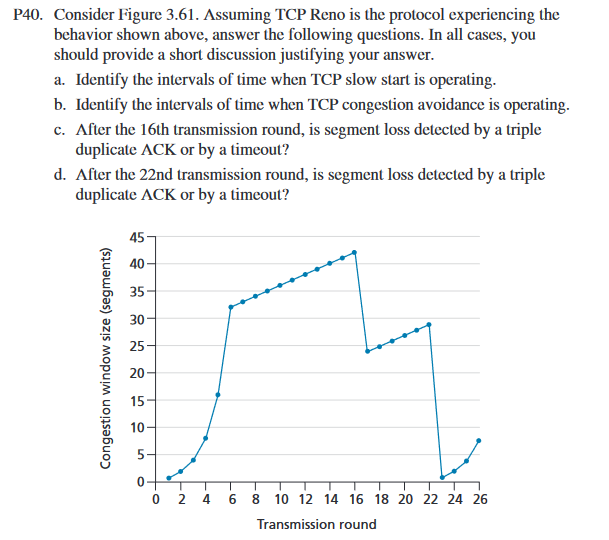 P40. Consider Figure 3.61. Assuming TCP Reno is the protocol experiencing the
behavior shown above, answer the following questions. In all cases, you
should provide a short discussion justifying your answer.
a. Identify the intervals of time when TCP slow start is operating.
b. Identify the intervals of time when TCP congestion avoidance is operating.
c. After the 16th transmission round, is segment loss detected by a triple
duplicate ACK or by a timeout?
d. After the 22nd transmission round, is segment loss detected by a triple
duplicate ACK or by a timeout?
Congestion window size (segments)
45
40
35
30
25
20
15
10
5
0
0 2 4 6 8 10 12 14 16 18 20 22 24 26
Transmission round